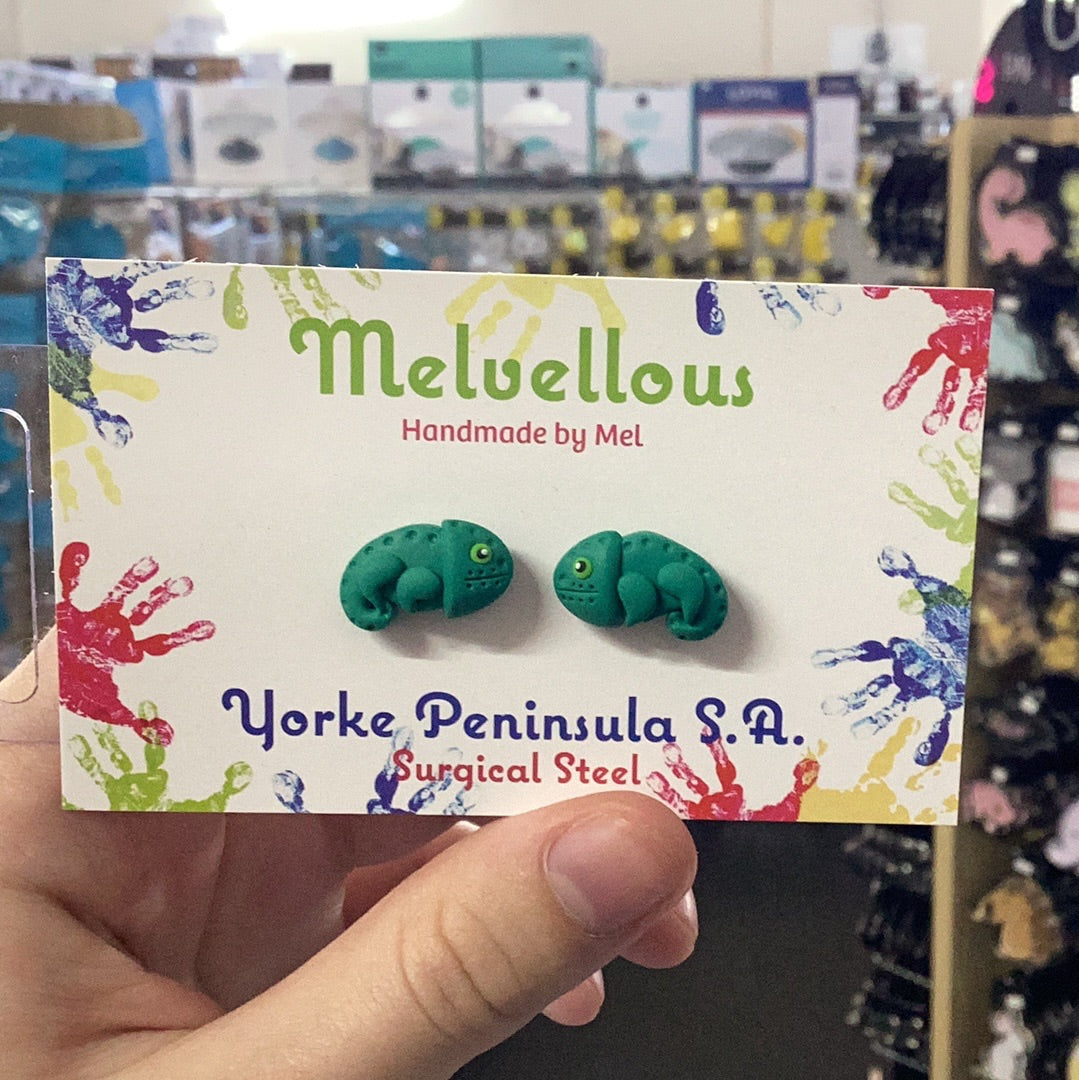 Melvellous
Handmade by Mel
Yorke Peninsula S.A.
Surgical Steel